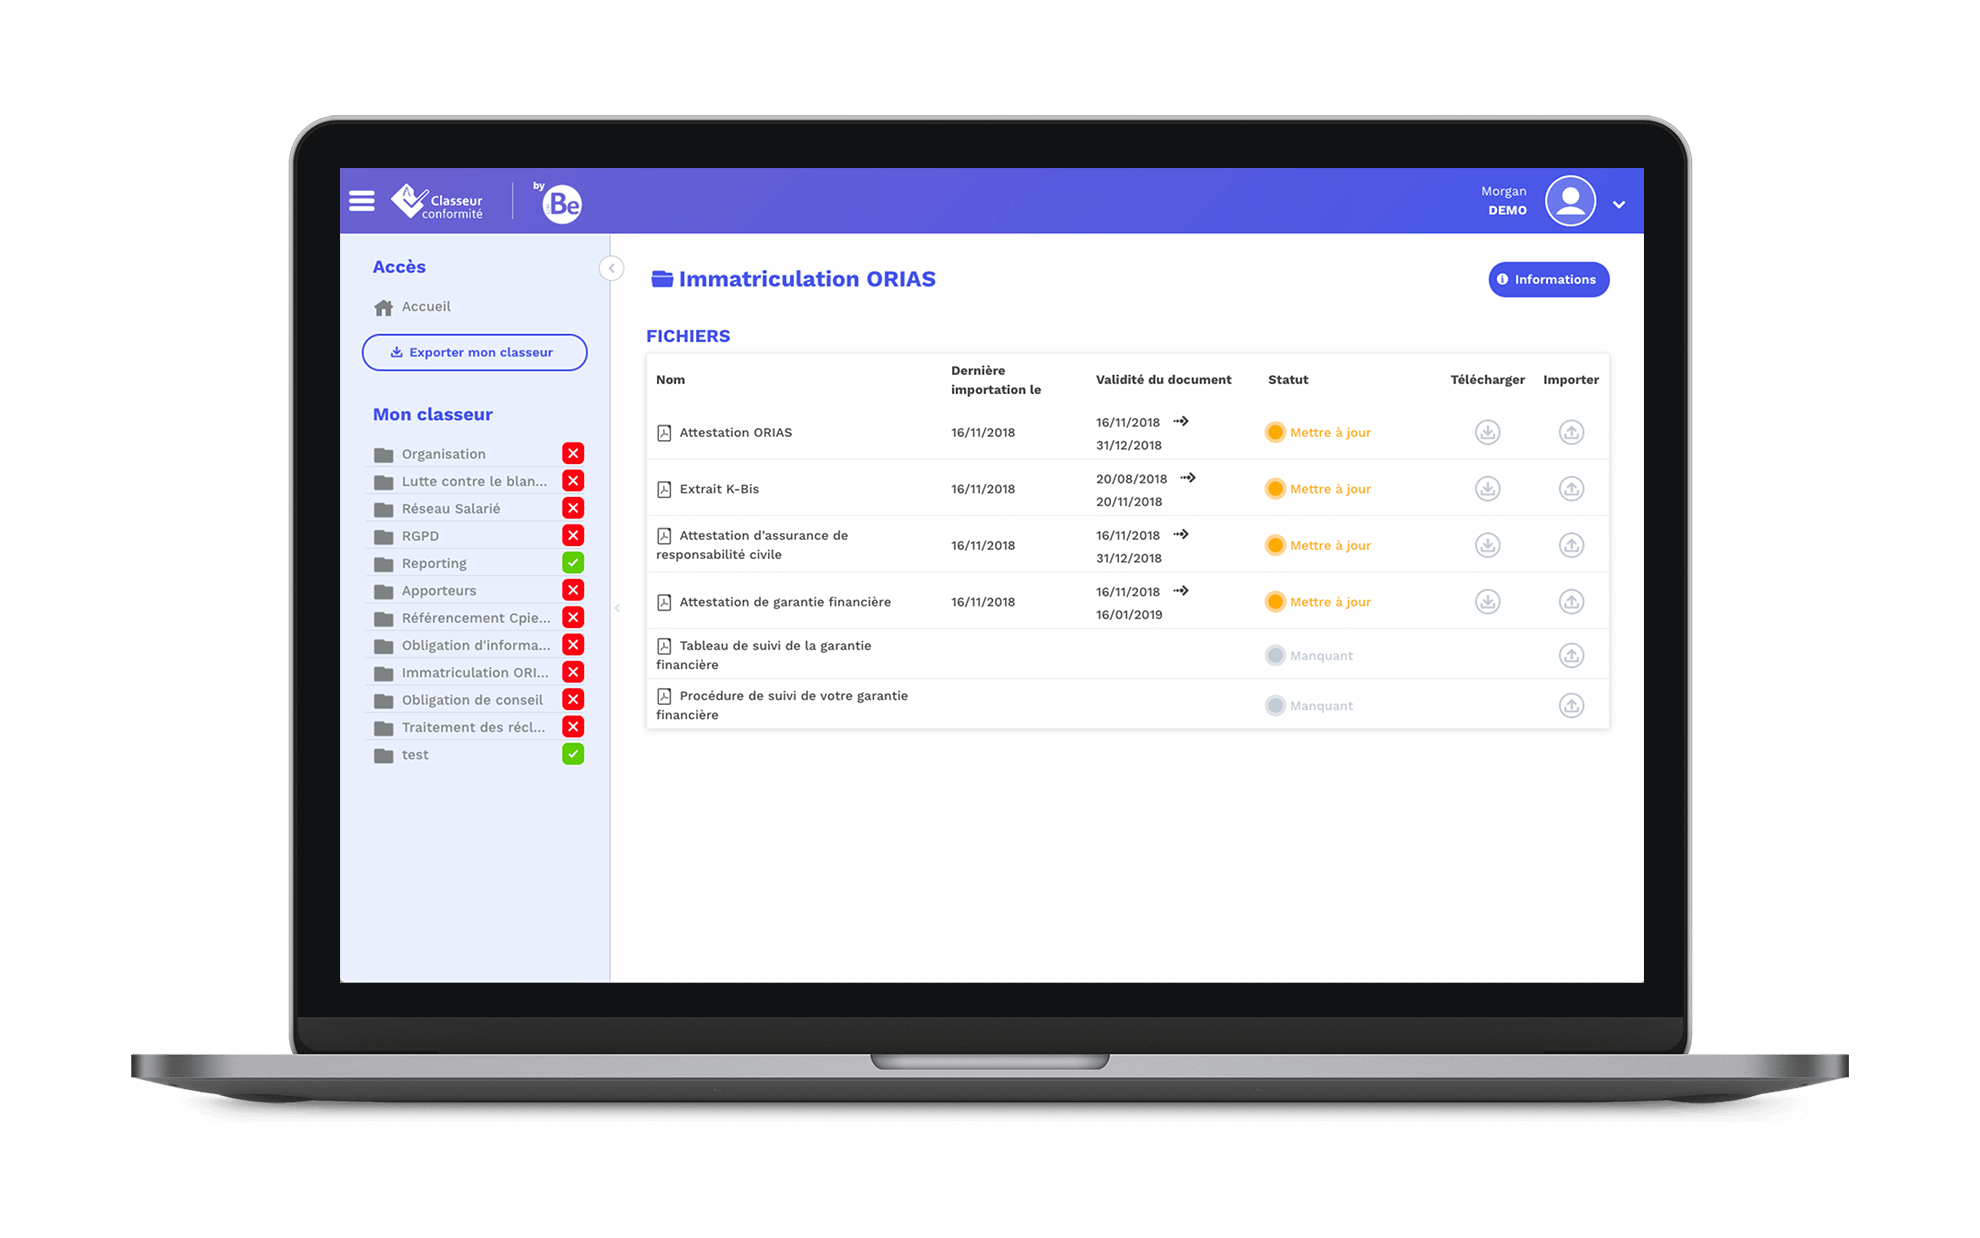 Classeur
conformité
by
Be
Morgan
DEMO
Accès
Accueil
Exporter mon classeur
Mon classeur
Organisation
Lutte contre le blan...
Réseau Salarié
RGPD
Reporting
Apporteurs
Référencement Cpie...
Obligation d'informa...
Immatriculation ORI...
Obligation de conseil
Traitement des récl...
test
Immatriculation ORIAS
Informations
FICHIERS
Nom
Dernière
importation le
Validité du document
Statut
Télécharger
Importer
Attestation ORIAS
16/11/2018
16/11/2018
31/12/2018
Mettre à jour
Extrait K-Bis
16/11/2018
20/08/2018
20/11/2018
Mettre à jour
Attestation d'assurance de
responsabilité civile
16/11/2018
16/11/2018
31/12/2018
Mettre à jour
Attestation de garantie financière
16/11/2018
16/11/2018
16/01/2019
Mettre à jour
Tableau de suivi de la garantie
financière
Manquant
Procédure de suivi de votre garantie
financière
Manquant